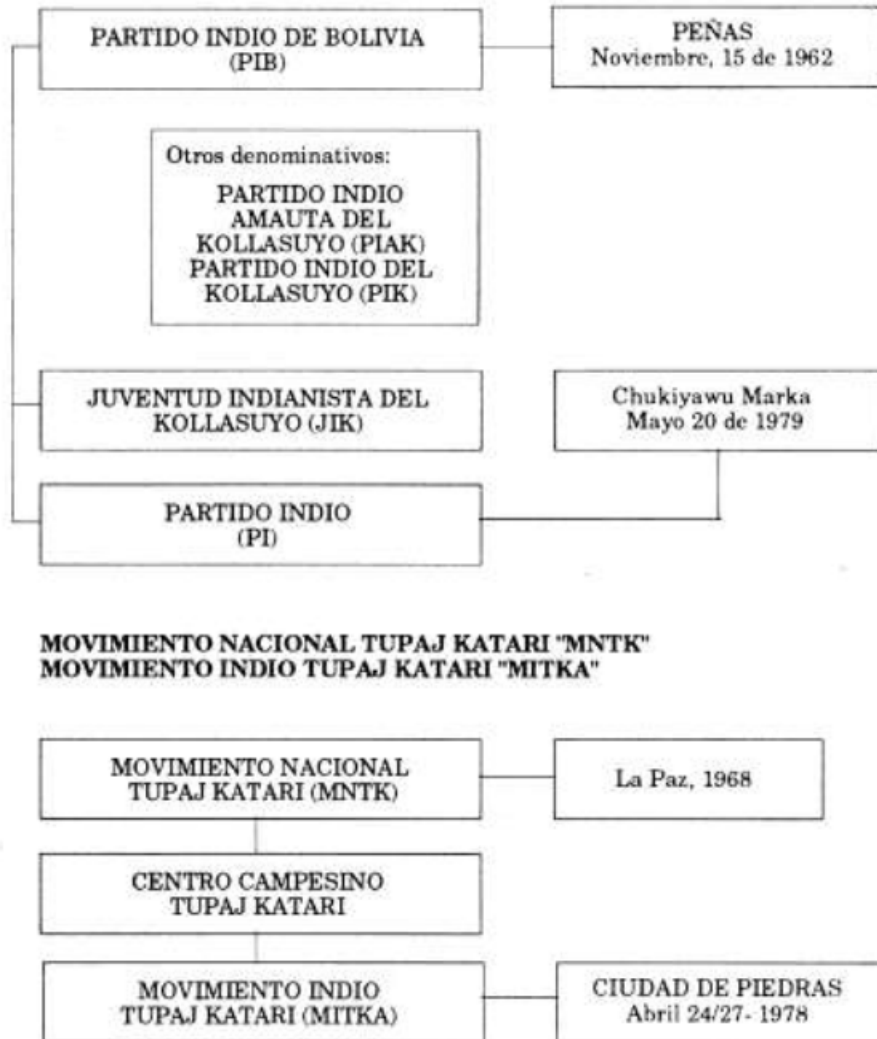 PARTIDO INDIO DE BOLIVIA
(PIB)
PEÑAS
Noviembre, 15 de 1962
Otros denominativos:
PARTIDO INDIO
AMAUTA DEL
KOLLASUYO (PIAK)
PARTIDO INDIO DEL
KOLLASUYO (PIK)
JUVENTUD INDIANISTA DEL
KOLLASUYO (JIK)
Chukiyawu Marka
Mayo 20 de 1979
PARTIDO INDIO
(PI)
MOVIMIENTO NACIONAL TUPAJ KATARI "MNTK"
MOVIMIENTO INDIO TUPAJ KATARI "MITKA"
MOVIMIENTO NACIONAL
TUPAJ KATARI (MNTK)
La Paz, 1968
CENTRO CAMPESINO
TUPAJ KATARI
MOVIMIENTO INDIO
TUPAJ KATARI (MITKA)
CIUDAD DE PIEDRAS
Abril 24/27- 1978